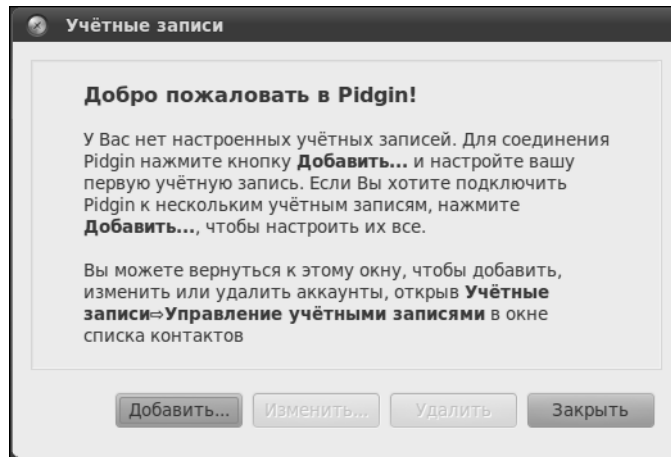 Учётные записи
Добро пожаловать в Pidgin!
У Вас нет настроенных учётных записей. Для соединения
Pidgin нажмите кнопку Добавить... и настройте вашу
первую учётную запись. Если Вы хотите подключить
Pidgin к нескольким учётным записям, нажмите
Добавить..., чтобы настроить их все.
Вы можете вернуться к этому окну, чтобы добавить,
изменить или удалить аккаунты, открыв Учётные
записи⇨Управление учётными записями в окне
списка контактов
Добавить... Изменить... Удалить Закрыть